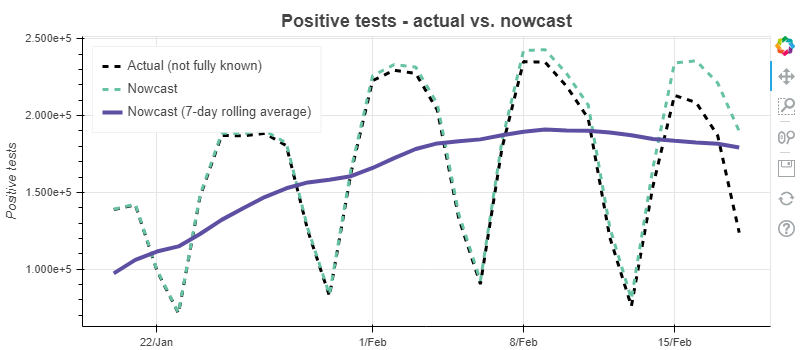 Positive tests - actual vs. nowcast
2.500e+5
2.000e+5
1.500e+5
1.000e+5
Positive tests
Actual (not fully known)
Nowcast
Nowcast (7-day rolling average)
22/Jan
1/Feb
8/Feb
15/Feb